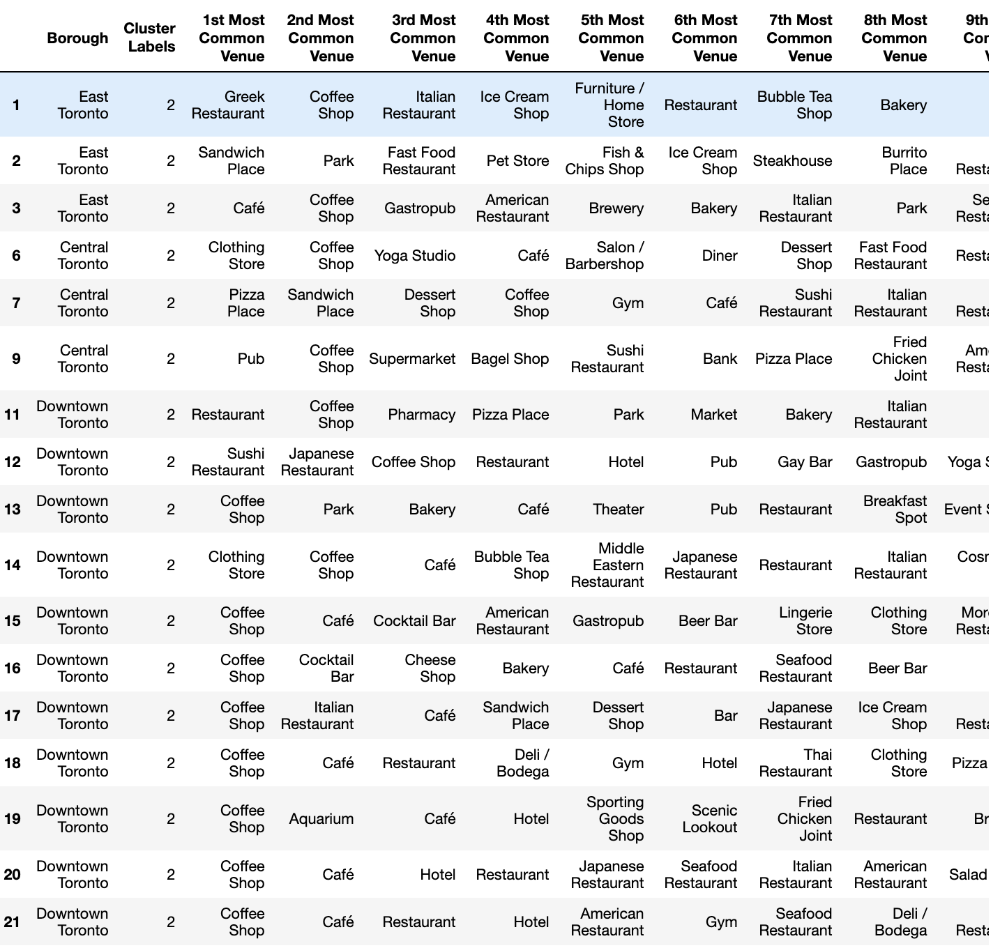 Borough Cluster Labels 1st Most Common Venue 2nd Most Common Venue 3rd Most Common Venue 4th Most Common Venue 5th Most Common Venue 6th Most Common Venue 7th Most Common Venue 8th Most Common Venue 9th
1 East Toronto 2 Greek Restaurant Coffee Shop Italian Restaurant Ice Cream Shop Furniture / Home Store Restaurant Bubble Tea Shop Bakery
2 East Toronto 2 Sandwich Place Park Fast Food Restaurant Pet Store Fish & Chips Shop Ice Cream Shop Steakhouse Burrito Place
3 East Toronto 2 Café Coffee Shop Gastropub American Restaurant Brewery Bakery Italian Restaurant Park
6 Central Toronto 2 Clothing Store Coffee Shop Yoga Studio Café Salon / Barbershop Diner Dessert Shop Fast Food Restaurant
7 Central Toronto 2 Pizza Place Sandwich Place Dessert Shop Coffee Shop Gym Café Sushi Restaurant Italian Restaurant
9 Central Toronto 2 Pub Coffee Shop Supermarket Bagel Shop Sushi Restaurant Bank Pizza Place Fried Chicken Joint
11 Downtown Toronto 2 Restaurant Coffee Shop Pharmacy Pizza Place Park Market Bakery Italian Restaurant
12 Downtown Toronto 2 Sushi Restaurant Japanese Restaurant Coffee Shop Restaurant Hotel Pub Gay Bar Gastropub Yoga
13 Downtown Toronto 2 Coffee Shop Park Bakery Café Theater Pub Restaurant Breakfast Spot Event
14 Downtown Toronto 2 Clothing Store Coffee Shop Café Bubble Tea Shop Middle Eastern Restaurant Japanese Restaurant Restaurant Italian Restaurant
15 Downtown Toronto 2 Coffee Shop Café Cocktail Bar American Restaurant Gastropub Beer Bar Lingerie Store Clothing Store
16 Downtown Toronto 2 Coffee Shop Cocktail Bar Cheese Shop Bakery Café Restaurant Seafood Restaurant Beer Bar
17 Downtown Toronto 2 Coffee Shop Italian Restaurant Café Sandwich Place Dessert Shop Bar Japanese Restaurant Ice Cream Shop
18 Downtown Toronto 2 Coffee Shop Café Restaurant Deli / Bodega Gym Hotel Thai Restaurant Clothing Store Pizza
19 Downtown Toronto 2 Coffee Shop Aquarium Café Hotel Sporting Goods Shop Scenic Lookout Fried Chicken Joint Restaurant
20 Downtown Toronto 2 Coffee Shop Café Hotel Restaurant Japanese Restaurant Seafood Restaurant Italian Restaurant American Restaurant Salad
21 Downtown Toronto 2 Coffee Shop Café Restaurant Hotel American Restaurant Gym Seafood Restaurant Deli / Bodega